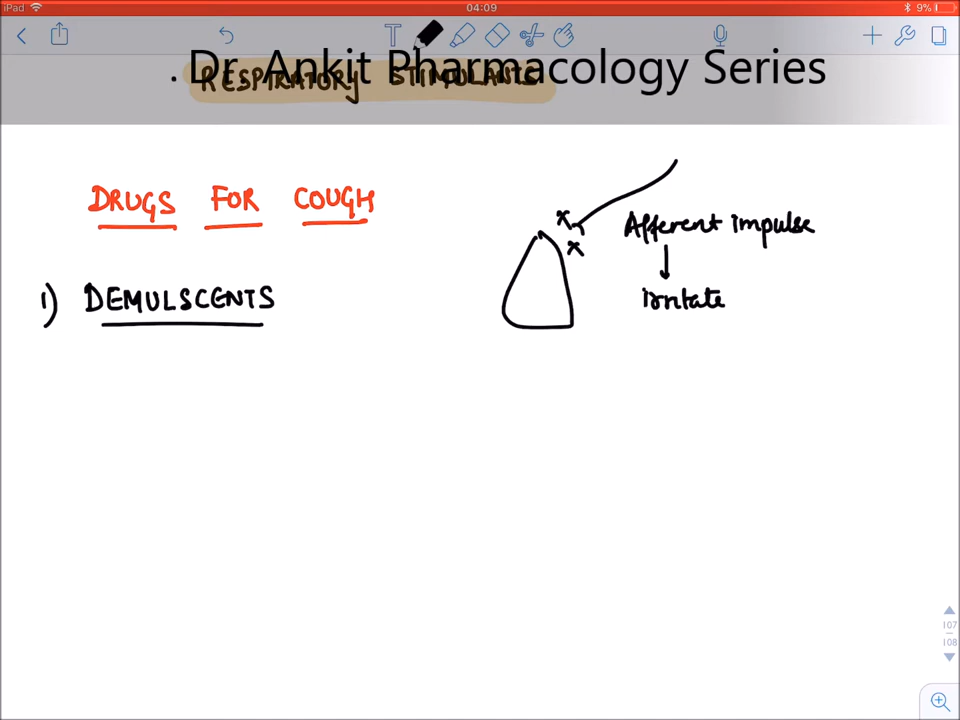 iPad 04:09 9%
T
Dr. Ankit Pharmacology Series
. RESPIRATORY STIMULANTS
DRUGS FOR COUGH
x
x
Afferent impulse
irritate
1) DEMULSCENTS
107
108